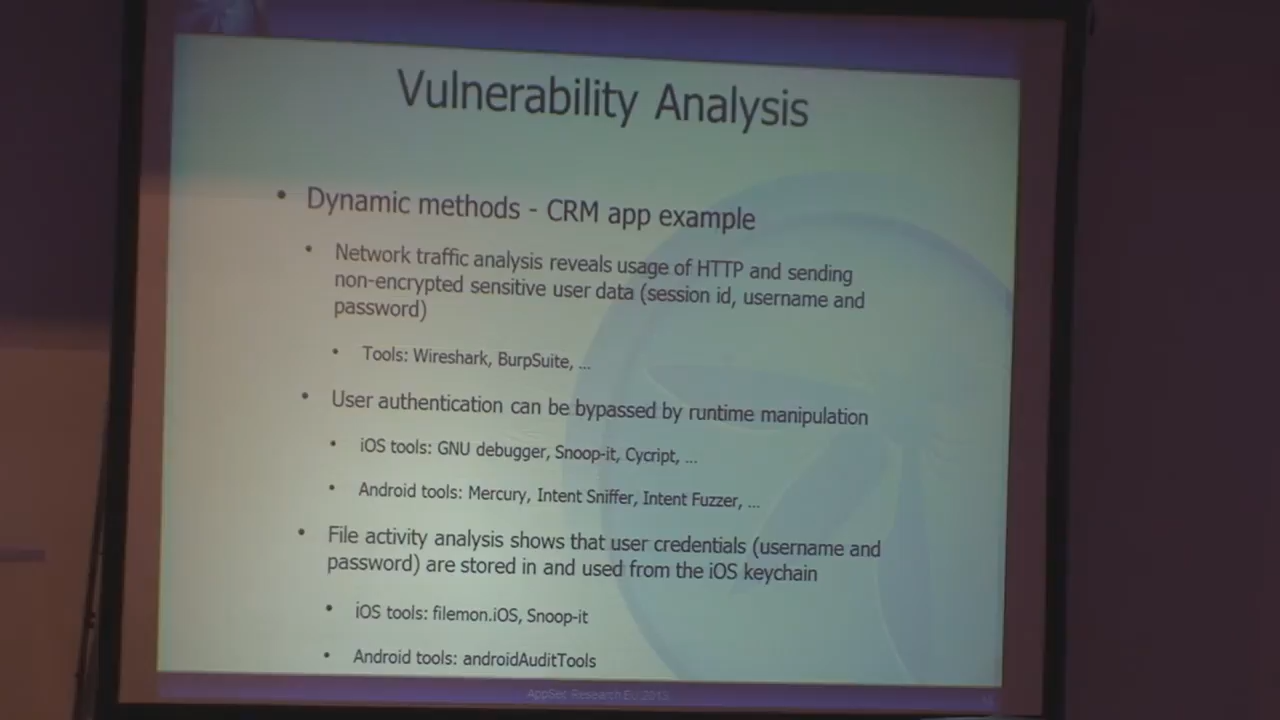 Vulnerability Analysis
• Dynamic methods - CRM app example
• Network traffic analysis reveals usage of HTTP and sending
non-encrypted sensitive user data (session id, username and
password)
• Tools: Wireshark, BurpSuite, ...
• User authentication can be bypassed by runtime manipulation
• iOS tools: GNU debugger, Snoop-it, Cycript, ...
• Android tools: Mercury, Intent Sniffer, Intent Fuzzer, ...
• File activity analysis shows that user credentials (username and
password) are stored in and used from the iOS keychain
• iOS tools: filemon.iOS, Snoop-it
• Android tools: androidAuditTools
AppSec Research EU 2013